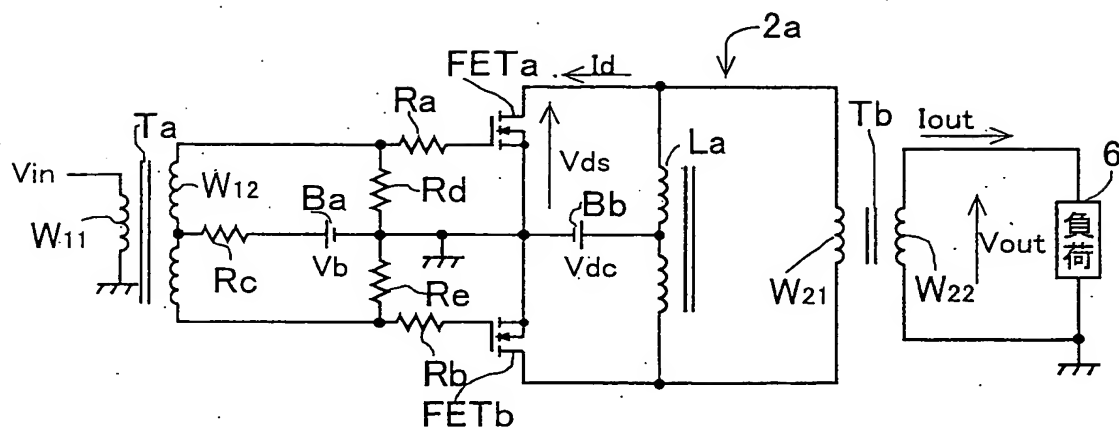 2a
FETa
Id
Ra
Ta
Tb
Iout
La
Vin
Vds
6
W12
Rd
Ba
Bb
負荷
W11
Vout
Rc
Vb
Vdc
Re
W21
W22
Rb
FETb